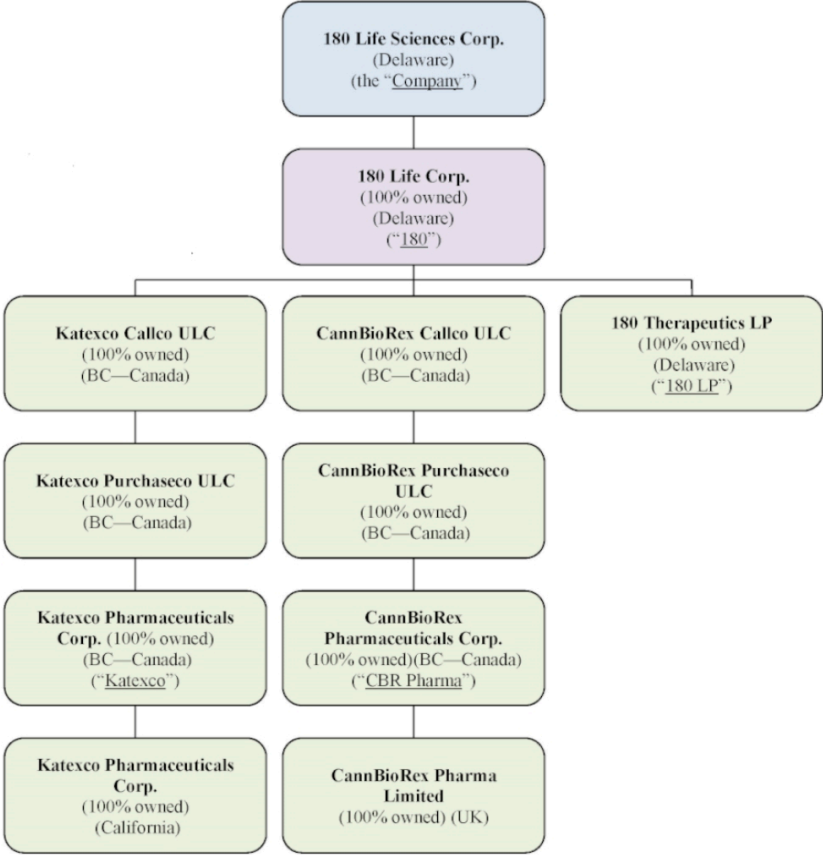 180 Life Sciences Corp.
(Delaware)
(the “Company”)
180 Life Corp.
(100% owned)
(Delaware)
(“180”)
Katexco Callco ULC
(100% owned)
(BC—Canada)
CannBioRex Callco ULC
(100% owned)
(BC—Canada)
180 Therapeutics LP
(100% owned)
(Delaware)
(“180 LP”)
Katexco Purchaseco ULC
(100% owned)
(BC—Canada)
CannBioRex Purchaseco
ULC
(100% owned)
(BC—Canada)
Katexco Pharmaceuticals
Corp. (100% owned)
(BC—Canada)
(“Katexco”)
CannBioRex
Pharmaceuticals Corp.
(100% owned)(BC—Canada)
(“CBR Pharma”)
Katexco Pharmaceuticals
Corp.
(100% owned)
(California)
CannBioRex Pharma
Limited
(100% owned) (UK)